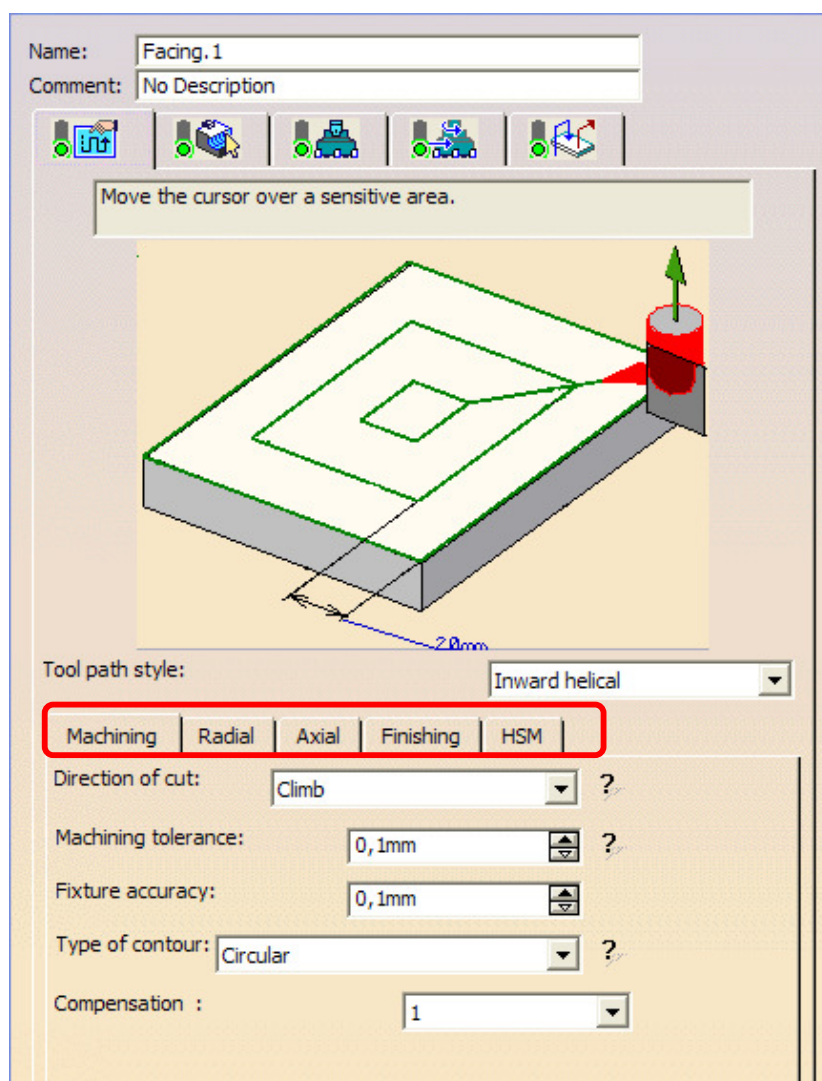 Name: Facing.1
Comment: No Description
Move the cursor over a sensitive area.
20mm
Tool path style: Inward helical
Machining Radial Axial Finishing HSM
Direction of cut: Climb ?
Machining tolerance: 0,1mm ?
Fixture accuracy: 0,1mm
Type of contour: Circular ?
Compensation : 1